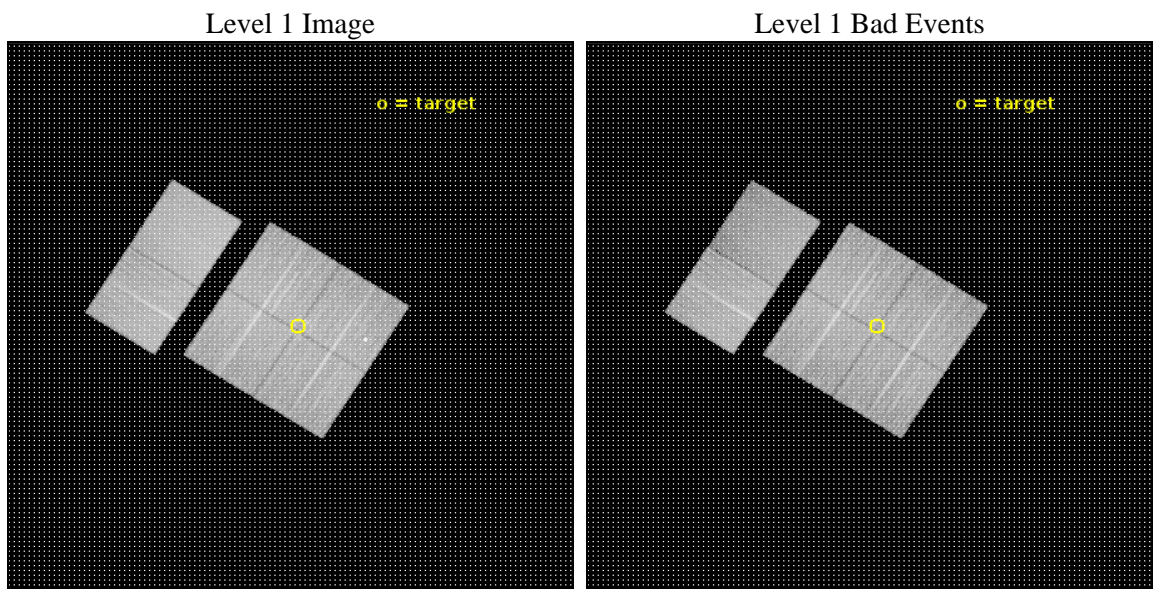 Level 1 Image
Level 1 Bad Events
o = target
o = target